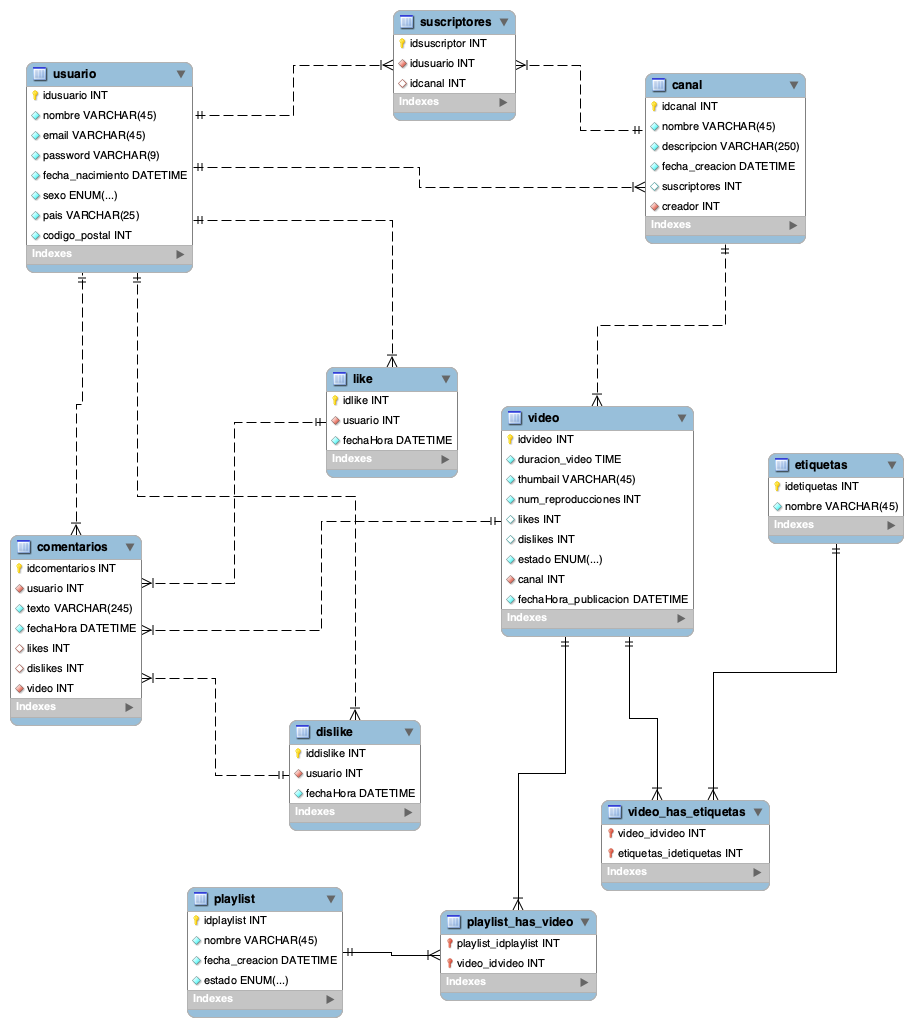 suscriptores
idsuscriptor INT
idusuario INT
idcanal INT
Indexes
usuario
idusuario INT
nombre VARCHAR(45)
email VARCHAR(45)
password VARCHAR(9)
fecha_nacimiento DATETIME
sexo ENUM(...)
pais VARCHAR(25)
codigo_postal INT
Indexes
canal
idcanal INT
nombre VARCHAR(45)
descripcion VARCHAR(250)
fecha_creacion DATETIME
suscriptores INT
creador INT
Indexes
like
idlike INT
usuario INT
fechaHora DATETIME
Indexes
video
idvideo INT
duracion_video TIME
thumbail VARCHAR(45)
num_reproducciones INT
likes INT
dislikes INT
estado ENUM(...)
canal INT
fechaHora_publicacion DATETIME
Indexes
etiquetas
idetiquetas INT
nombre VARCHAR(45)
Indexes
comentarios
idcomentarios INT
usuario INT
texto VARCHAR(245)
fechaHora DATETIME
likes INT
dislikes INT
video INT
Indexes
dislike
iddislike INT
usuario INT
fechaHora DATETIME
Indexes
video_has_etiquetas
video_idvideo INT
etiquetas_idetiquetas INT
Indexes
playlist
idplaylist INT
nombre VARCHAR(45)
fecha_creacion DATETIME
estado ENUM(...)
Indexes
playlist_has_video
playlist_idplaylist INT
video_idvideo INT
Indexes